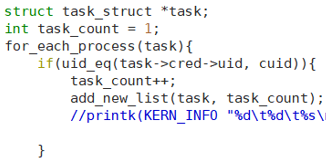 struct task_struct *task;
int task_count = 1;
for_each_process(task){
    if(uid_eq(task->cred->uid, cuid)){
        task_count++;
        add_new_list(task, task_count);
        //printk(KERN_INFO "%d\t%d\t%s\
    }